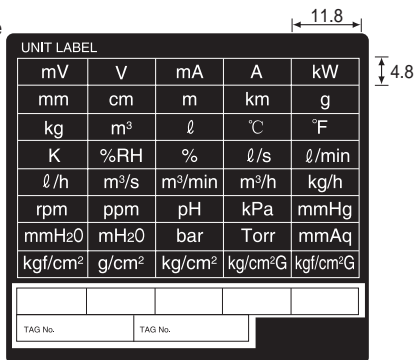 e
11.8
UNIT LABEL
4.8
mV V mA A kW
mm cm m km g
kg m³ ℓ ℃ °F
K %RH % ℓ/s ℓ/min
ℓ/h m³/s m³/min m³/h kg/h
rpm ppm pH kPa mmHg
mmH₂0 mH₂0 bar Torr mmAq
kgf/cm² g/cm² kg/cm² kg/cm²G kgf/cm²G
TAG No. TAG No.